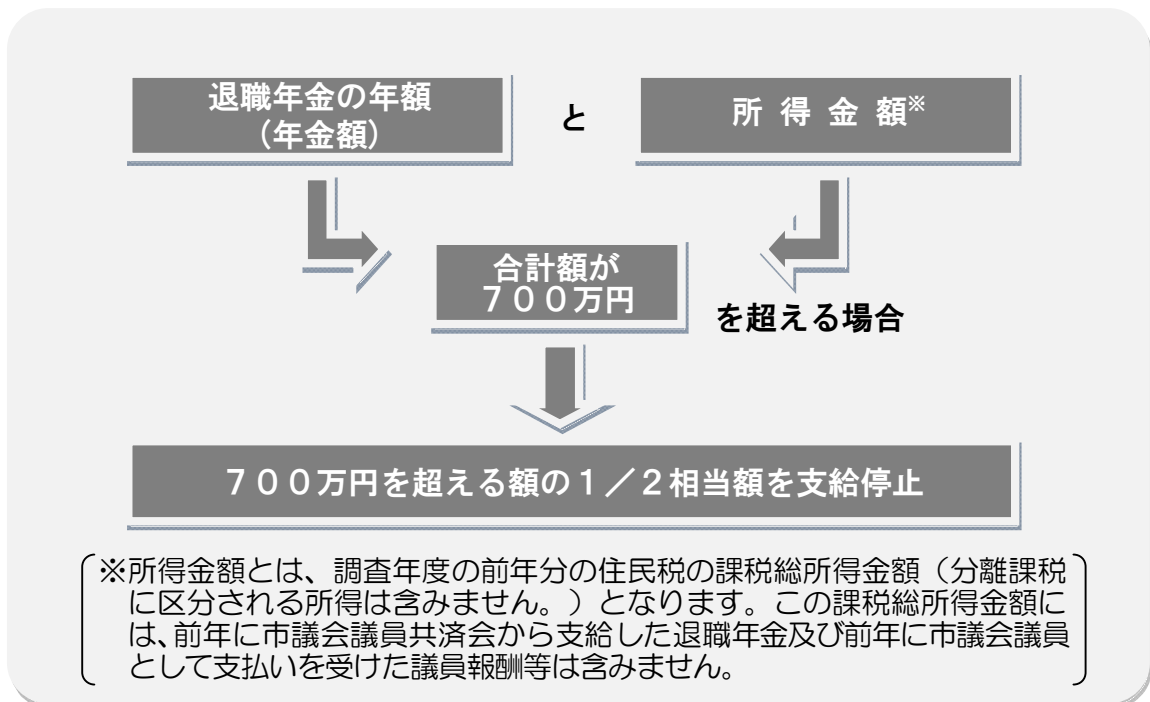 退職年金の年額
（年金額）
と
所 得 金 額※
合計額が
７００万円
を超える場合
７００万円を超える額の１／２相当額を支給停止
※所得金額とは、調査年度の前年分の住民税の課税総所得金額（分離課税
に区分される所得は含みません。）となります。この課税総所得金額に
は、前年に市議会議員共済会から支給した退職年金及び前年に市議会議員
として支払いを受けた議員報酬等は含みません。